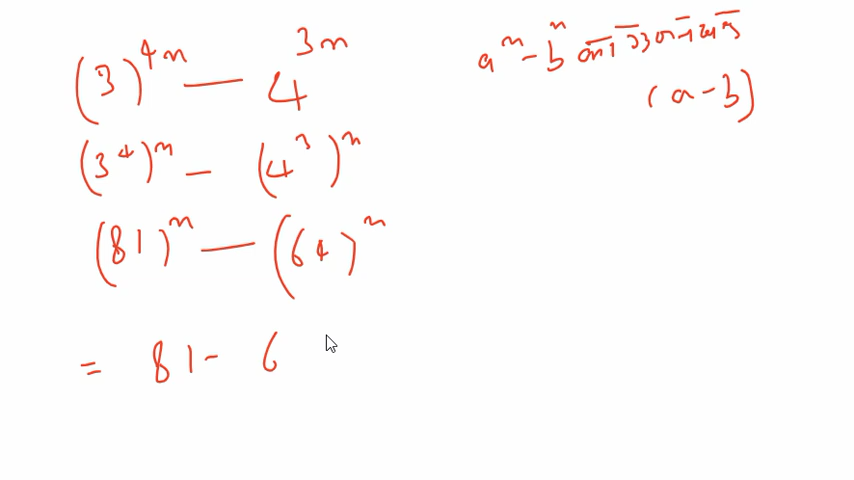 (3)^{4n} — 4^{3n}
(3^4)^n - (4^3)^n
(81)^n — (64)^n
= 81 - 6
a^n - b^n
(a - b)